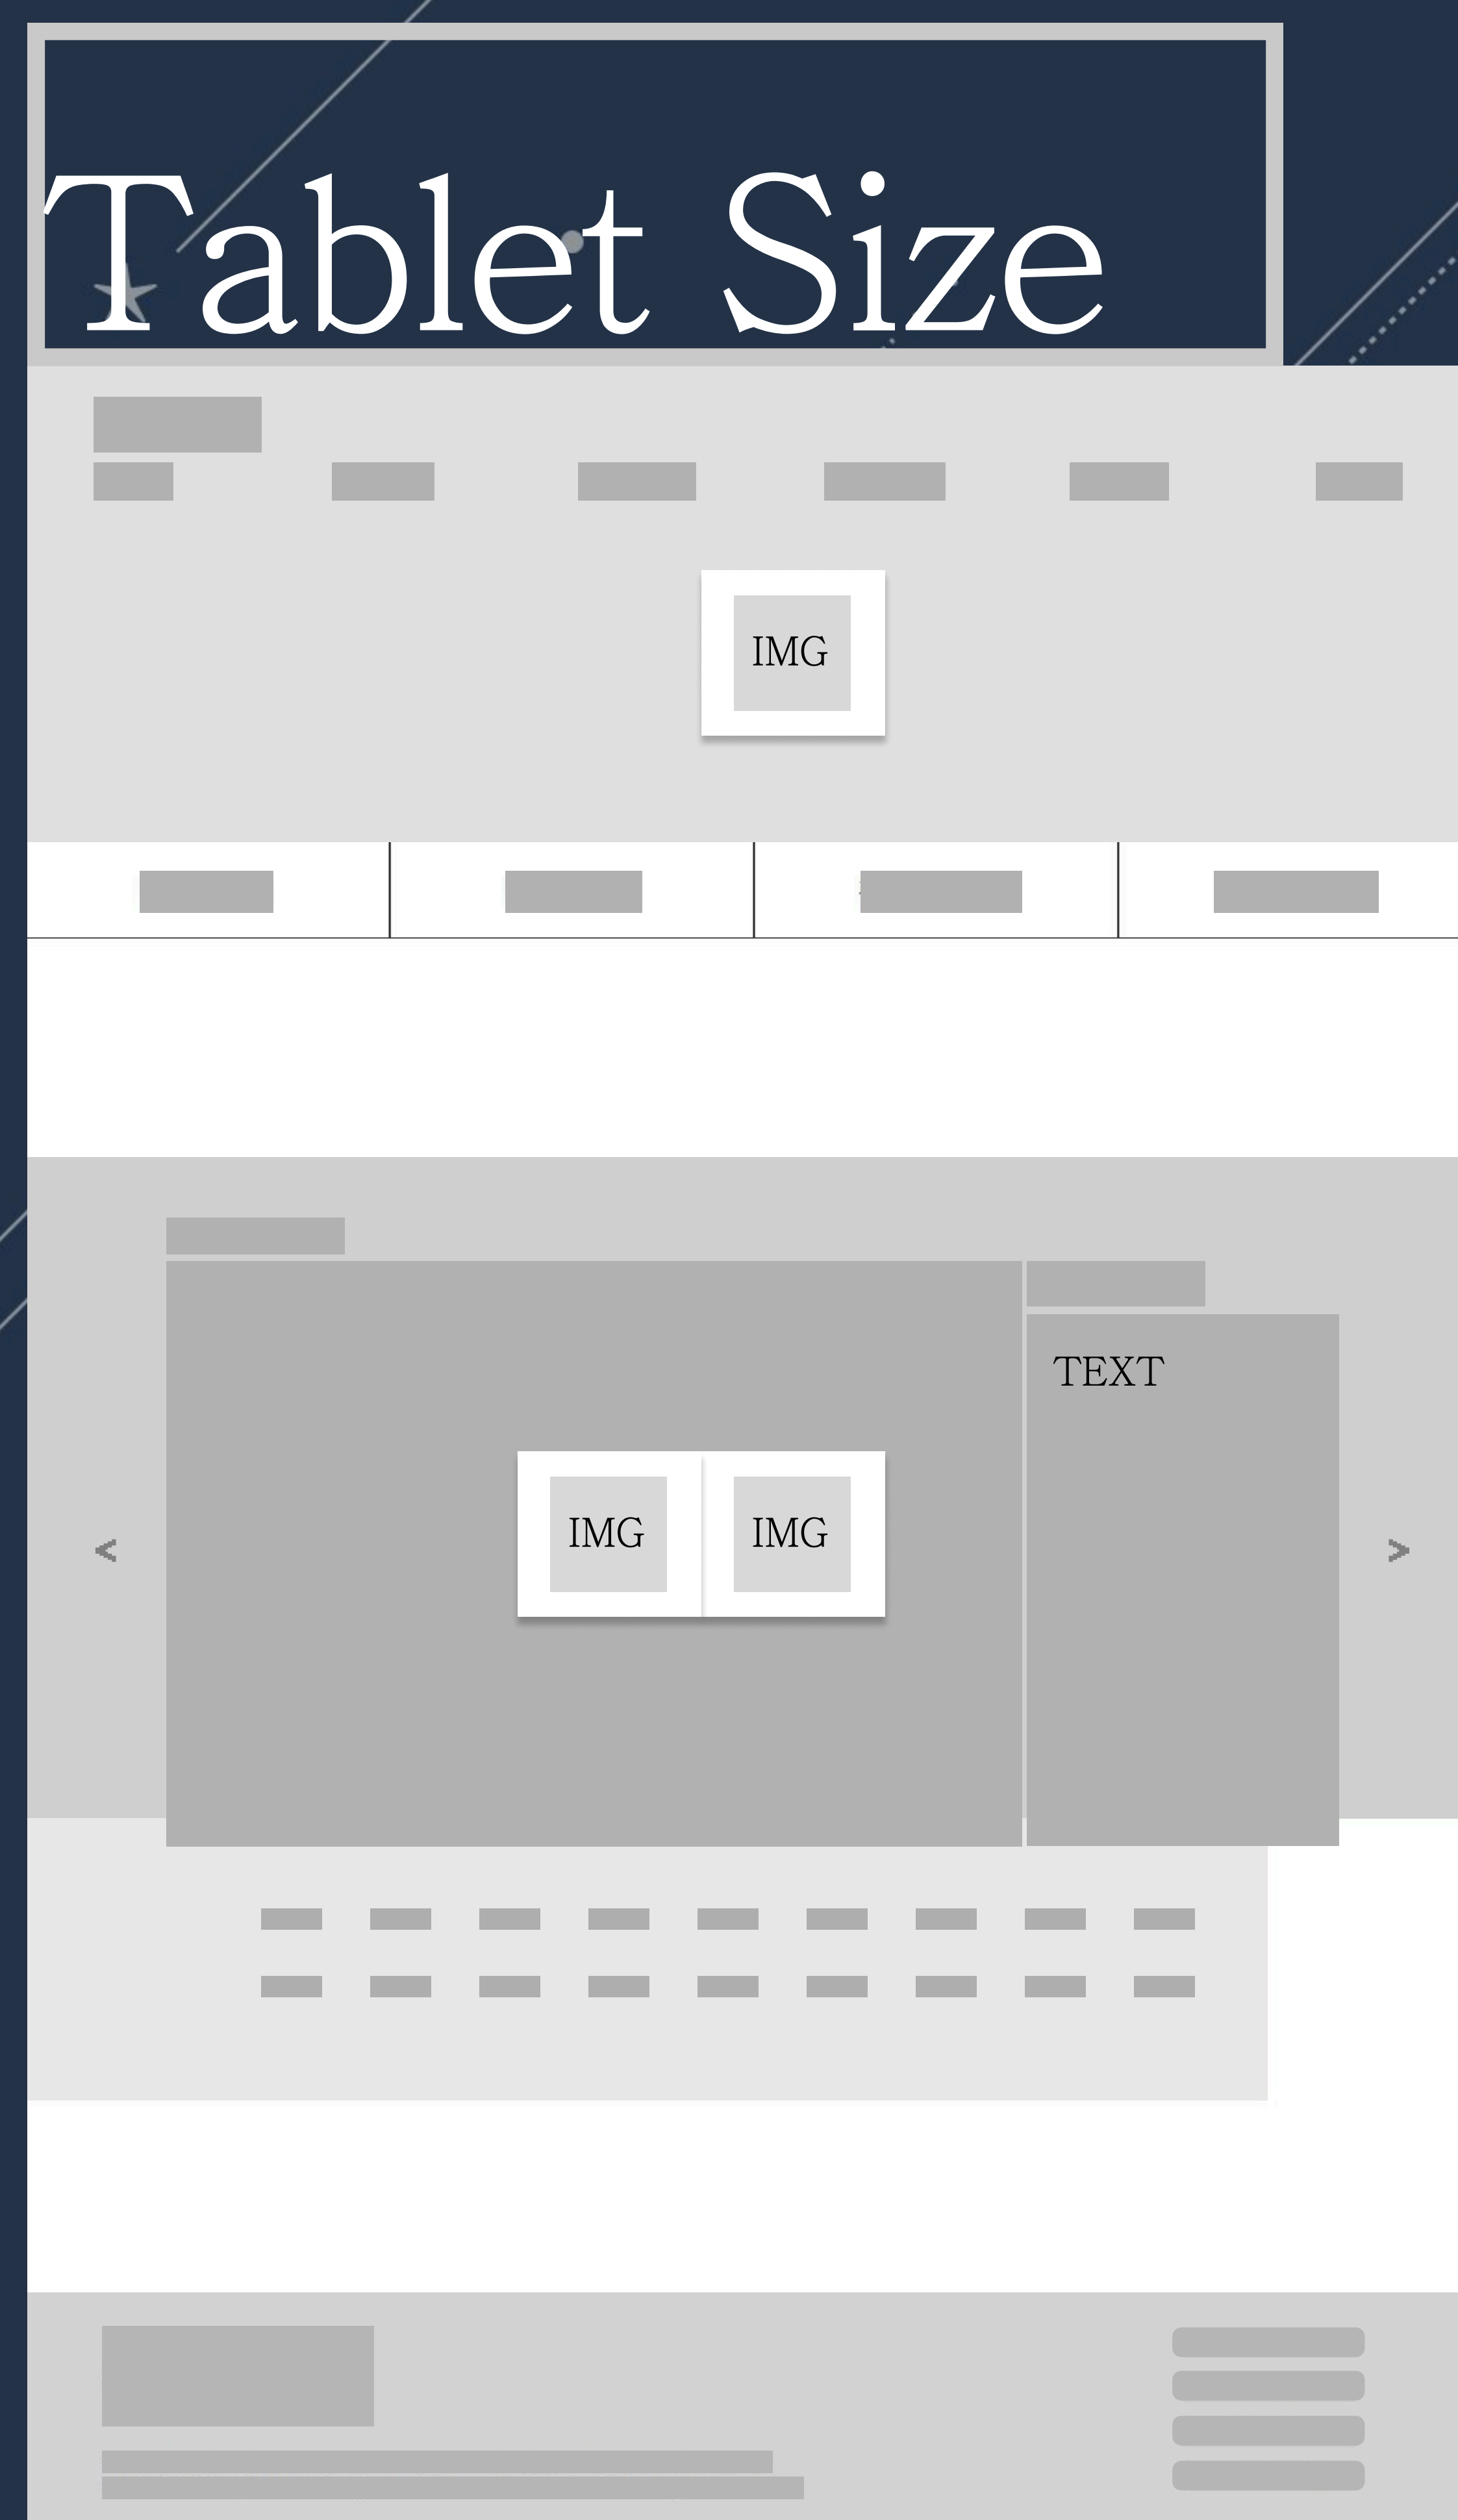 Tablet Size
IMG
TEXT
IMG IMG
< >